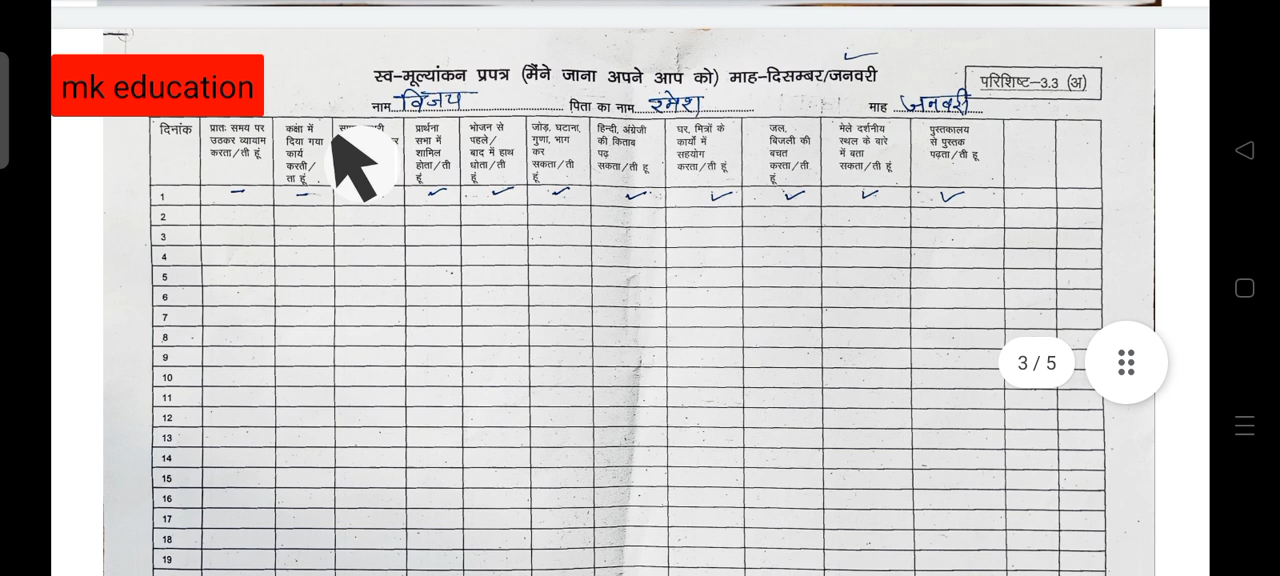 mk education
स्व-मूल्यांकन प्रपत्र (मैंने जाना अपने आप को) माह-दिसम्बर/जनवरी
परिशिष्ट-3.3 (अ)
नाम विजय पिता का नाम रमेश माह जनवरी
दिनांक
प्रातः समय पर
उठकर व्यायाम
करता/ती हूं
कक्षा में
दिया गया
कार्य
करती/
ता हूं
प्रार्थना
सभा में
शामिल
होता/ती
हूं
भोजन से
पहले/
बाद में हाथ
धोता/ती
हूं
जोड़, घटाना,
गुणा, भाग
कर
सकता/ती
हूं
हिन्दी, अंग्रेजी
की किताब
पढ़
सकता/ती हू
घर, मित्रों के
कार्यो में
सहयोग
करता/ती हूं
जल,
बिजली की
बचत
करता/ती
हूं
मेले दर्शनीय
स्थल के बारे
में बता
सकता/ती हूं
पुस्तकालय
से पुस्तक
पढ़ता/ती हू
1
2
3
4
5
6
7
8
9
10
11
12
13
14
15
16
17
18
19
3 / 5